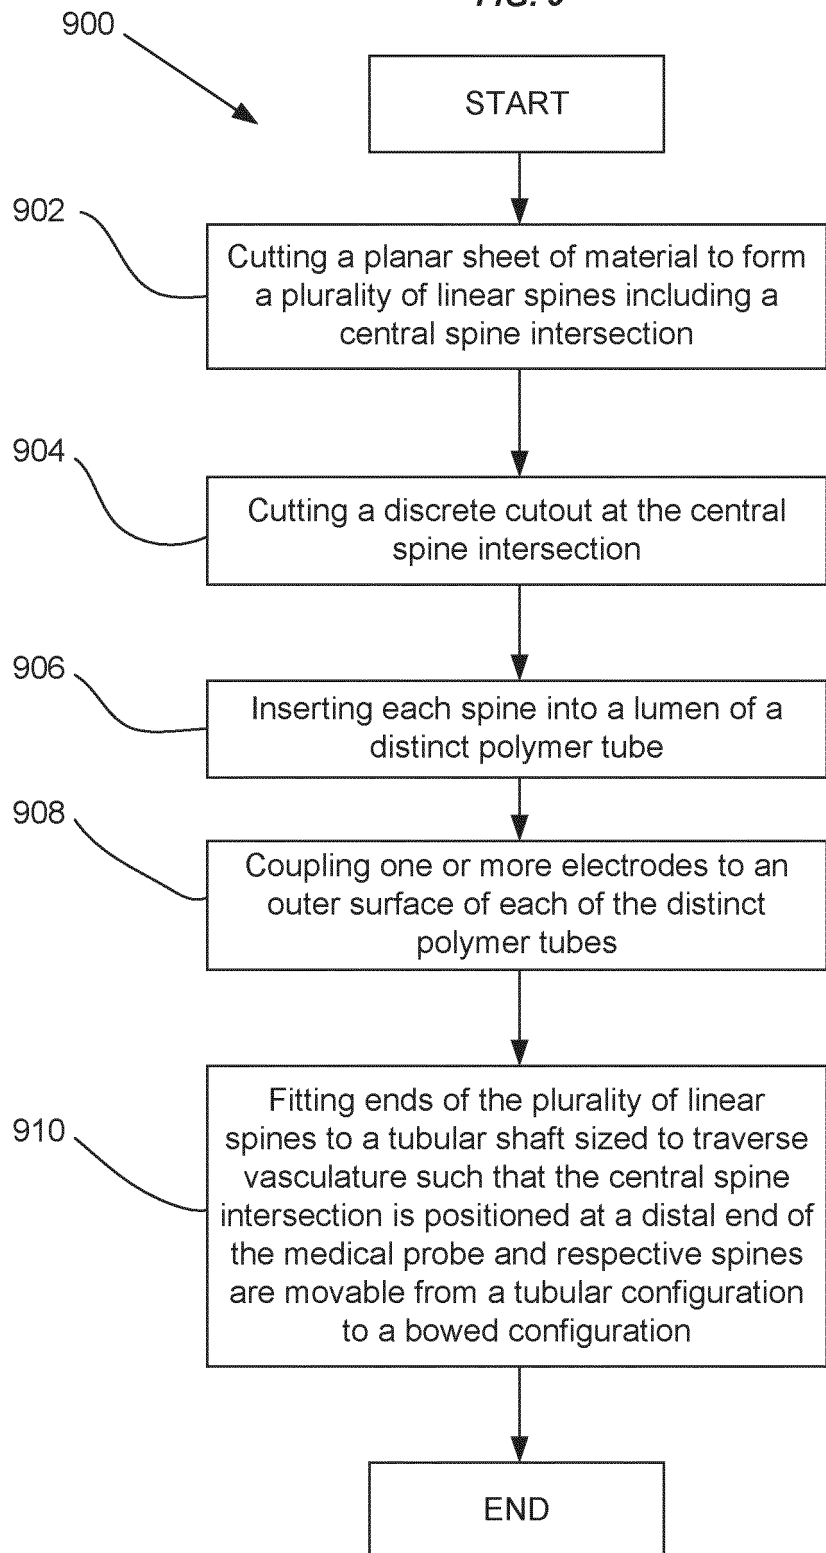 FIG.
900
START
902
Cutting a planar sheet of material to form
a plurality of linear spines including a
central spine intersection
904
Cutting a discrete cutout at the central
spine intersection
906
Inserting each spine into a lumen of a
distinct polymer tube
908
Coupling one or more electrodes to an
outer surface of each of the distinct
polymer tubes
910
Fitting ends of the plurality of linear
spines to a tubular shaft sized to traverse
vasculature such that the central spine
intersection is positioned at a distal end of
the medical probe and respective spines
are movable from a tubular configuration
to a bowed configuration
END